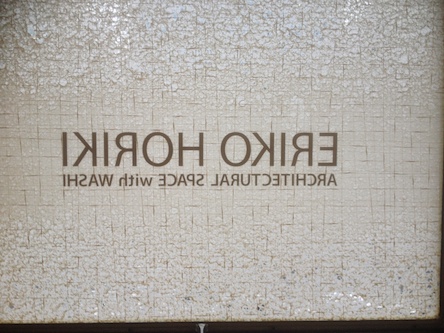 ERIKO HORIKI
ARCHITECTURAL SPACE with WASHI